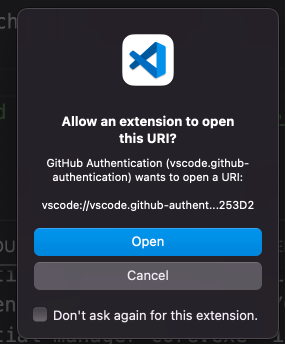 ch
Allow an extension to open
this URI?
GitHub Authentication (vscode.github-
authentication) wants to open a URI:
vscode://vscode.github-authent...253D2
Open
Cancel
Don't ask again for this extension.